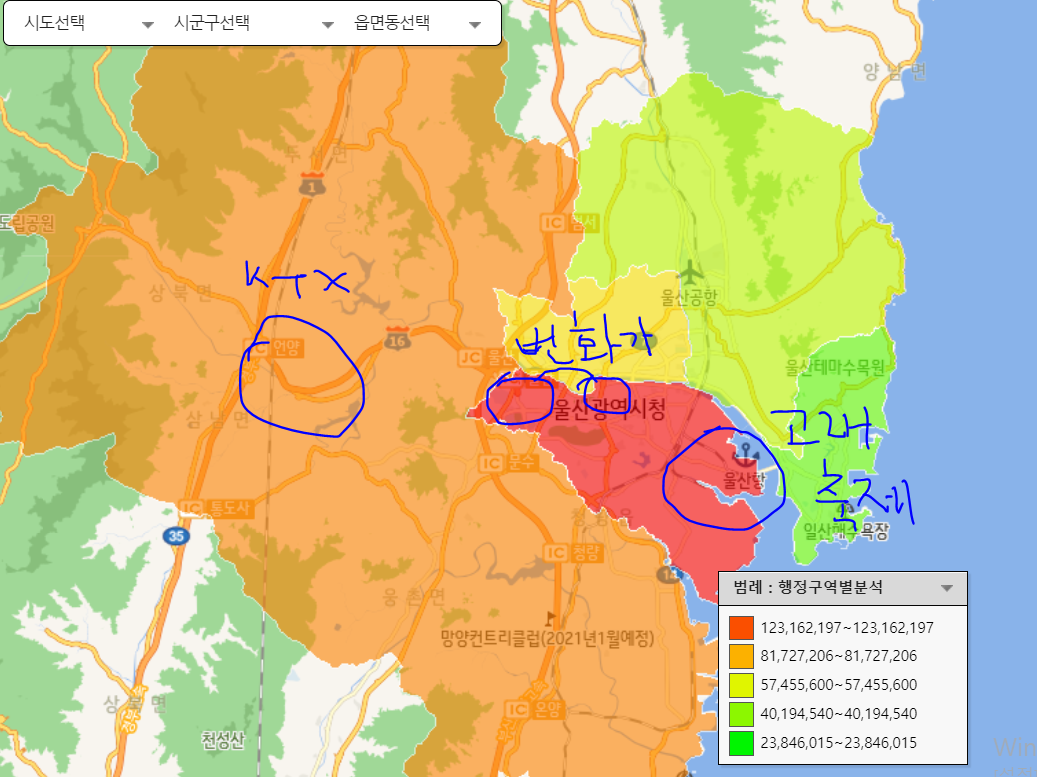 시도선택 시군구선택 읍면동선택
양남면
두서면
1
도립공원
IC 범서
KTX
상북면
울산공항
IC 언양
16
번화가
JC 울
울산테마수목원
상남면
울산광역시청
고래
IC 문수
울산항
축제
IC 통도사
청량읍
일산해수욕장
35
IC 청량
14
범례 : 행정구역별분석
웅촌면
123,162,197~123,162,197
망양컨트리클럽(2021년1월예정)
81,727,206~81,727,206
57,455,600~57,455,600
상북면
IC 온양
40,194,540~40,194,540
천성산
23,846,015~23,846,015
Win